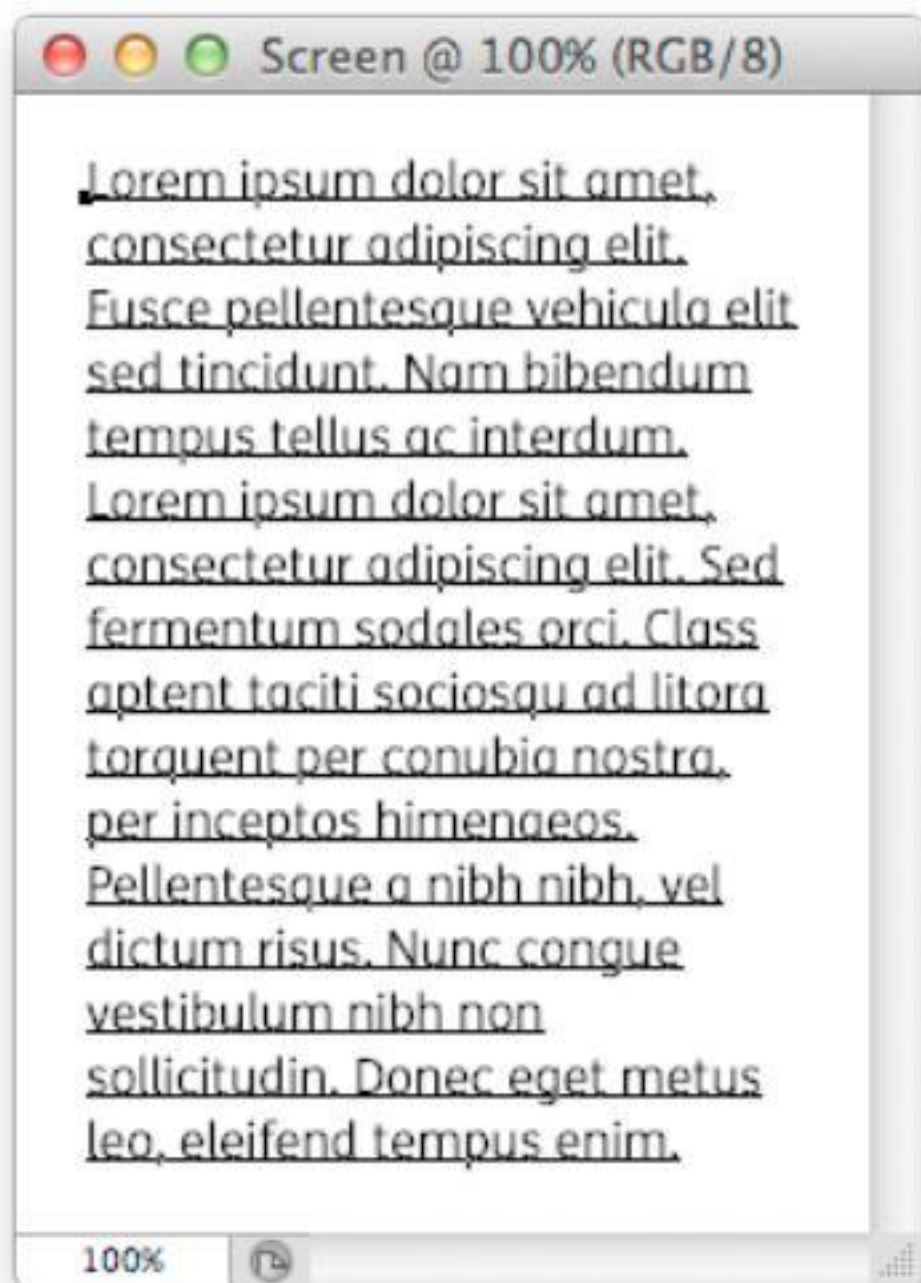 Screen @ 100% (RGB/8)
Lorem ipsum dolor sit amet,
consectetur adipiscing elit.
Fusce pellentesque vehicula elit
sed tincidunt. Nam bibendum
tempus tellus ac interdum.
Lorem ipsum dolor sit amet,
consectetur adipiscing elit. Sed
fermentum sodales orci. Class
aptent taciti sociosqu ad litora
torquent per conubia nostra,
per inceptos himenaeos.
Pellentesque a nibh nibh, vel
dictum risus. Nunc congue
vestibulum nibh non
sollicitudin. Donec eget metus
leo, eleifend tempus enim.
100%